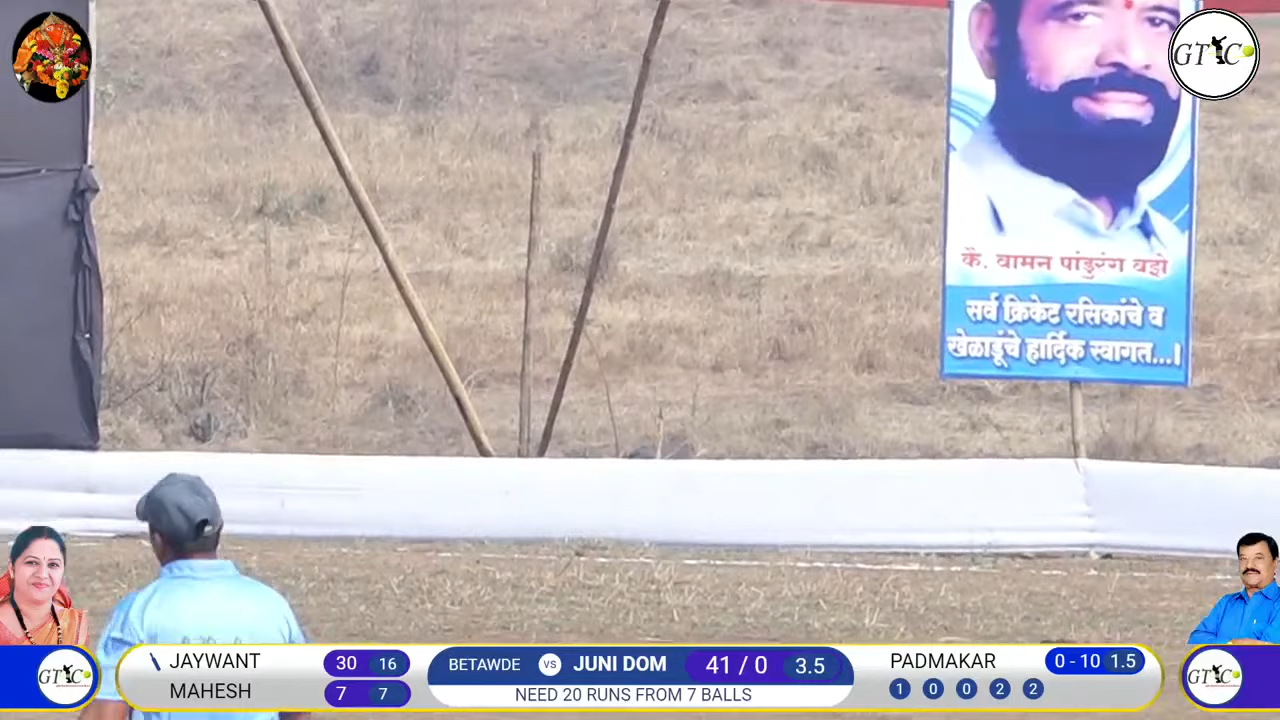 GTC
कै. वामन पांडुरंग वझे
सर्व क्रिकेट रसिकांचे व
खेळाडूंचे हार्दिक स्वागत...!
GTC
JAYWANT 30 16
MAHESH 7 7
BETAWDE VS JUNI DOM 41 / 0 3.5
NEED 20 RUNS FROM 7 BALLS
PADMAKAR 0 - 10 1.5
1 0 0 2 2
GTC